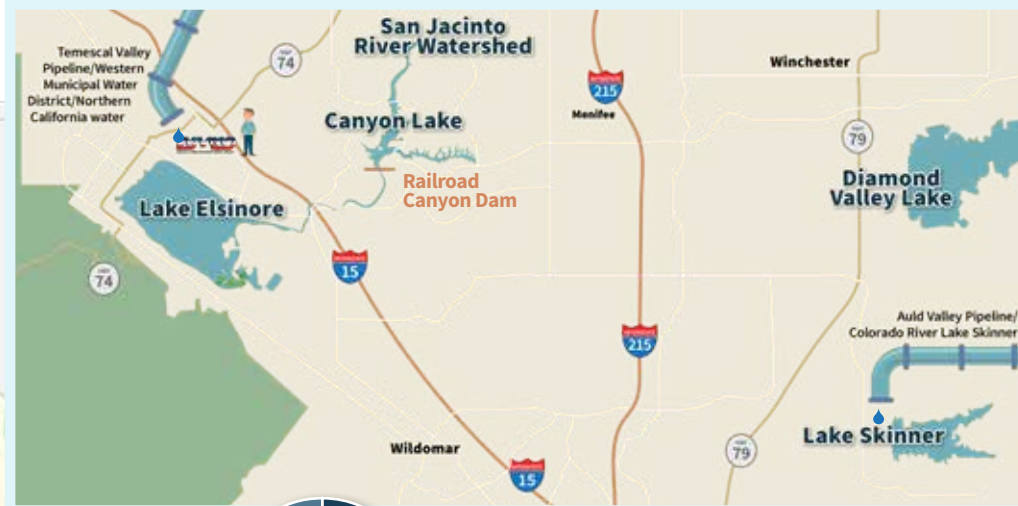 San Jacinto
River Watershed
Temescal Valley
Pipeline/Western
Municipal Water
District/Northern
California water
74
Winchester
215
Menifee
Canyon Lake
79
Railroad
Canyon Dam
Diamond
Valley Lake
Lake Elsinore
15
74
Auld Valley Pipeline/
Colorado River Lake Skinner
215
Lake Skinner
Wildomar
79
15